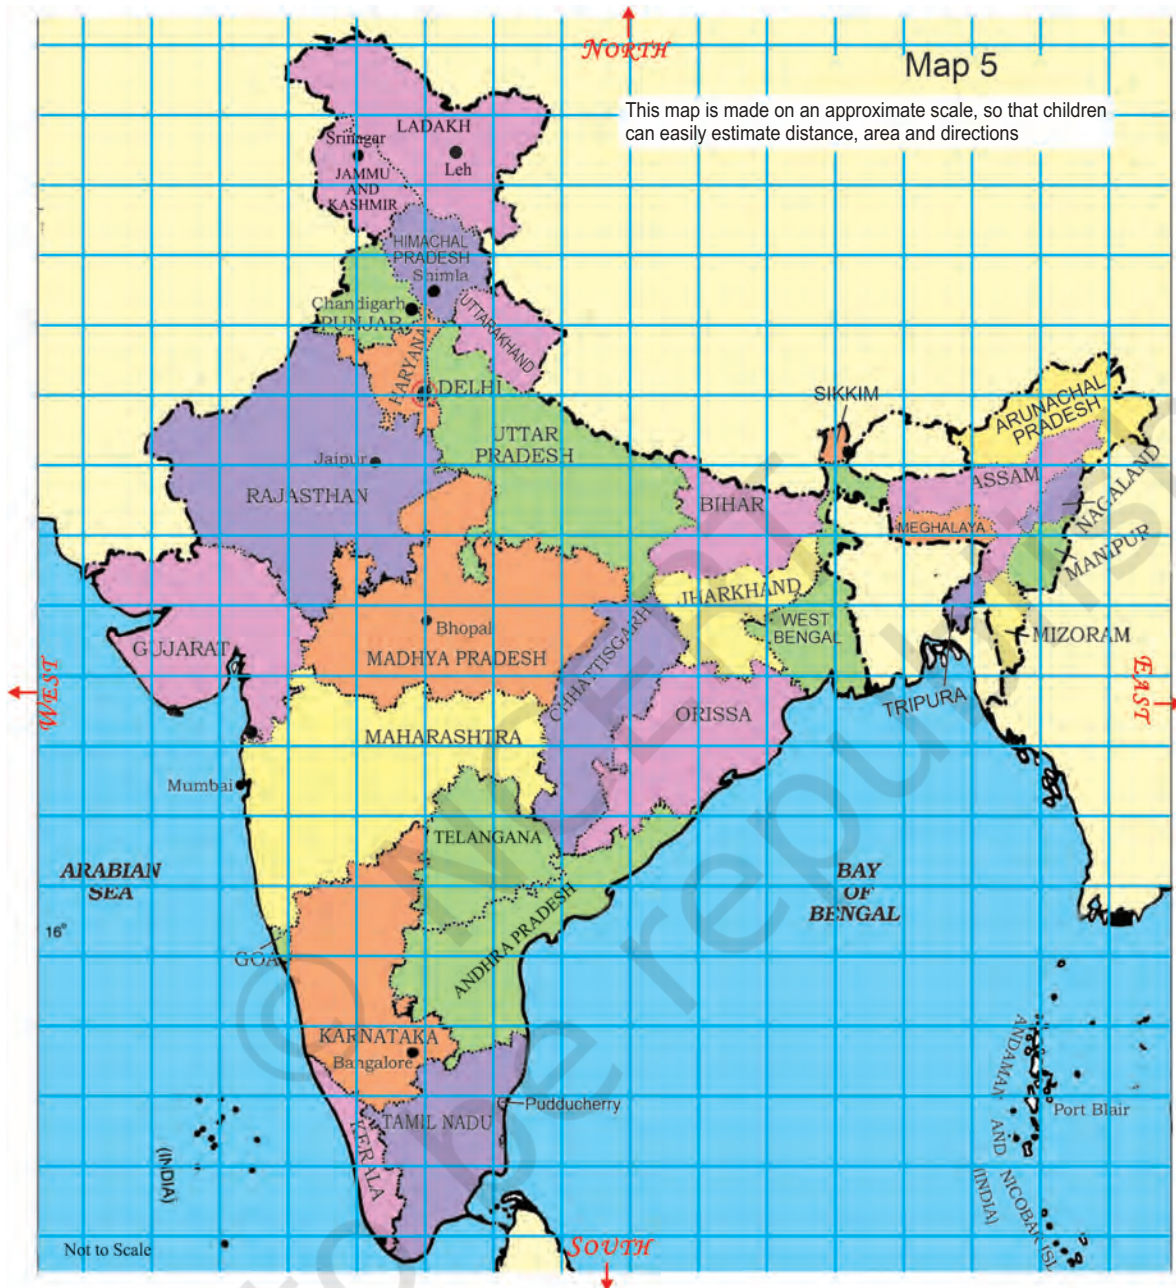 NORTH
Map 5
This map is made on an approximate scale, so that children
can easily estimate distance, area and directions
LADAKH
Srinagar
Leh
JAMMU
AND
KASHMIR
HIMACHAL
PRADESH
Shimla
Chandigarh
PUNJAB
UTTARAKHAND
HARYANA
DELHI
SIKKIM
ARUNACHAL
PRADESH
UTTAR
PRADESH
Jaipur
RAJASTHAN
BIHAR
ASSAM
NAGALAND
MEGHALAYA
MANIPUR
JHARKHAND
WEST
BENGAL
Bhopal
MADHYA PRADESH
CHHATTISGARH
GUJARAT
MIZORAM
TRIPURA
WEST
EAST
ORISSA
MAHARASHTRA
Mumbai
TELANGANA
ARABIAN
SEA
BAY
OF
BENGAL
ANDHRA PRADESH
16°
GOA
KARNATAKA
Bangalore
Pudducherry
TAMIL NADU
KERALA
ANDAMAN AND NICOBAR ISL
(INDIA)
Port Blair
(INDIA)
Not to Scale
SOUTH
© NCERT